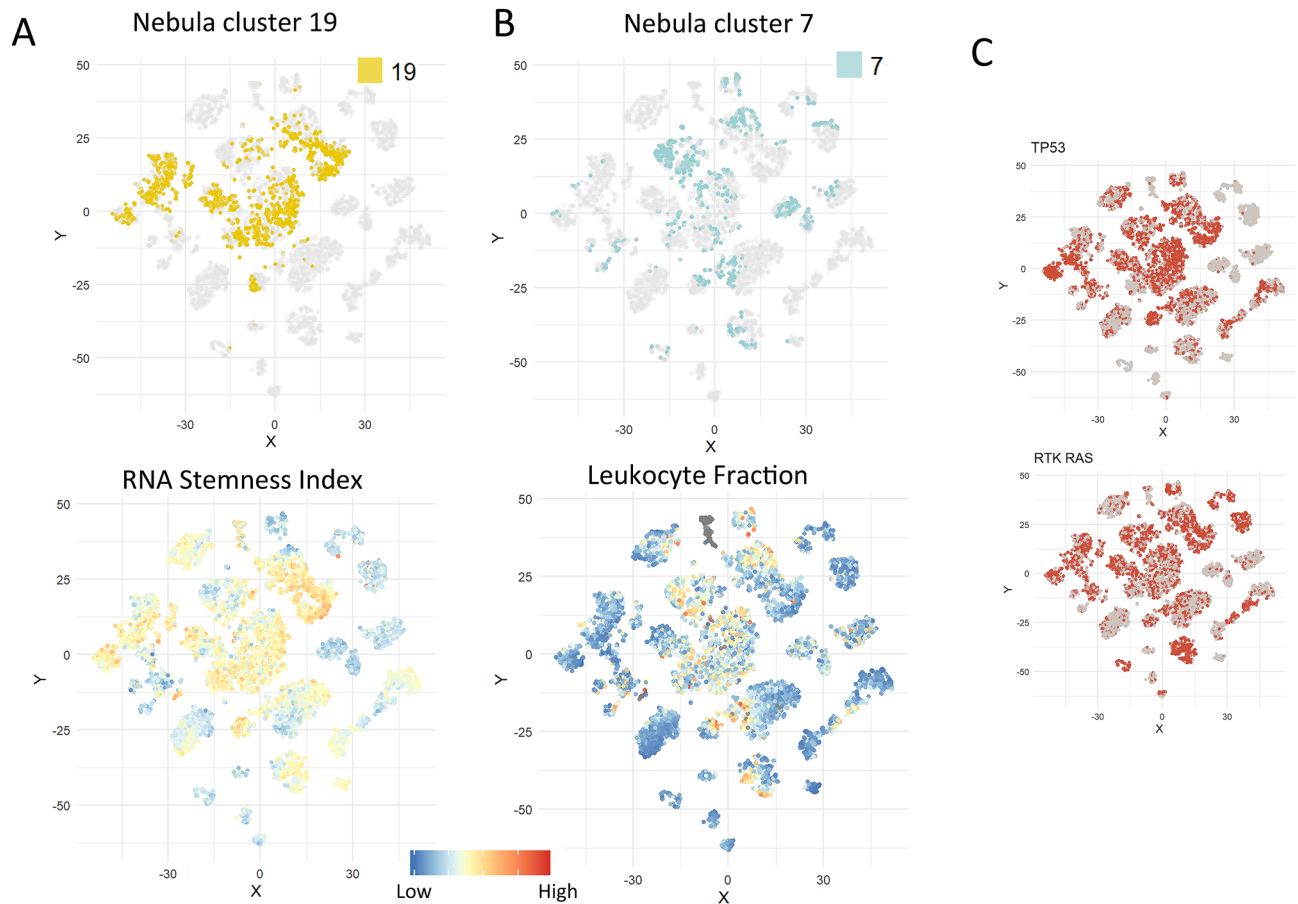 A
Nebula cluster 19
19
50
25
0
-25
-50
Y
-30
0
30
X
B
Nebula cluster 7
7
50
25
0
-25
-50
Y
-30
0
30
X
C
TP53
50
25
0
-25
-50
Y
-30
0
30
X
RTK RAS
50
25
0
-25
-50
Y
-30
0
30
X
RNA Stemness Index
50
25
0
-25
-50
Y
-30
0
30
X
Leukocyte Fraction
50
25
0
-25
-50
Y
-30
0
30
X
Low
High